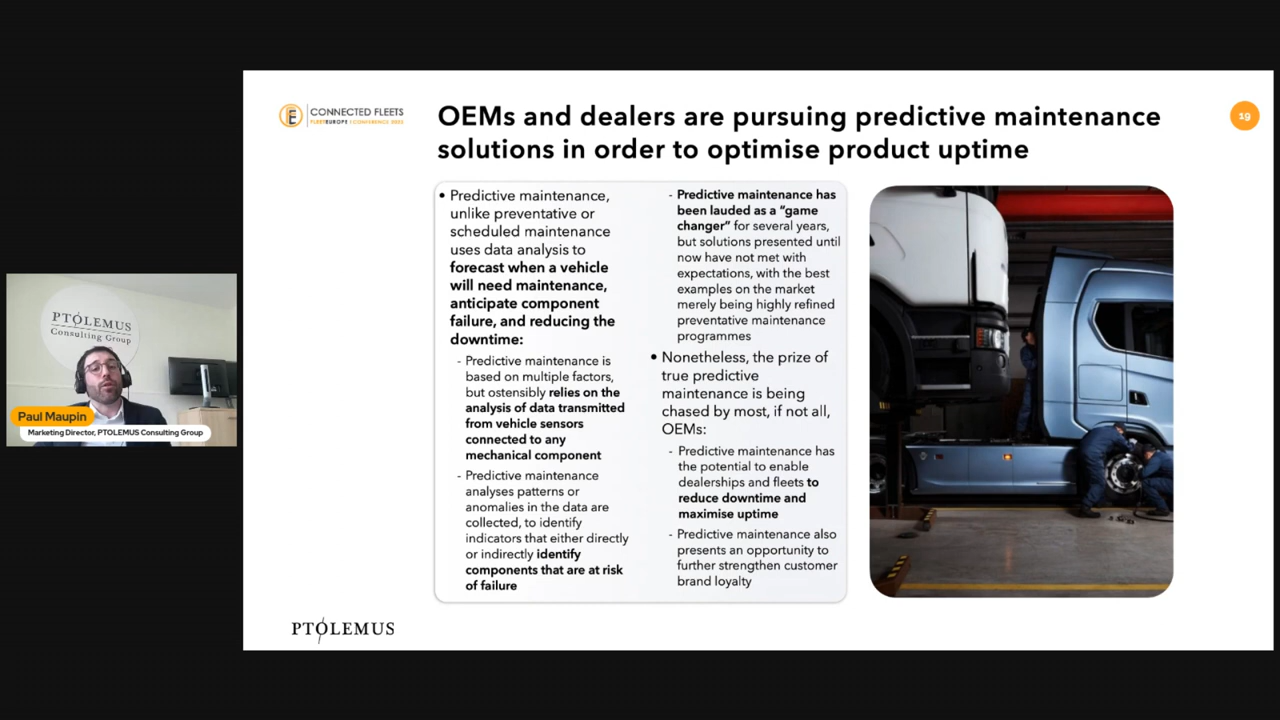 CONNECTED FLEETS
FLEETEUROPE | CONFERENCE 2023
OEMs and dealers are pursuing predictive maintenance
solutions in order to optimise product uptime
19
• Predictive maintenance,
unlike preventative or
scheduled maintenance
uses data analysis to
forecast when a vehicle
will need maintenance,
anticipate component
failure, and reducing the
downtime:
- Predictive maintenance is
based on multiple factors,
but ostensibly relies on the
analysis of data transmitted
from vehicle sensors
connected to any
mechanical component
- Predictive maintenance
analyses patterns or
anomalies in the data are
collected, to identify
indicators that either directly
or indirectly identify
components that are at risk
of failure
- Predictive maintenance has
been lauded as a “game
changer” for several years,
but solutions presented until
now have not met with
expectations, with the best
examples on the market
merely being highly refined
preventative maintenance
programmes
• Nonetheless, the prize of
true predictive
maintenance is being
chased by most, if not all,
OEMs:
- Predictive maintenance has
the potential to enable
dealerships and fleets to
reduce downtime and
maximise uptime
- Predictive maintenance also
presents an opportunity to
further strengthen customer
brand loyalty
PTOLEMUS
PTOLEMUS
Consulting Group
Paul Maupin
Marketing Director, PTOLEMUS Consulting Group